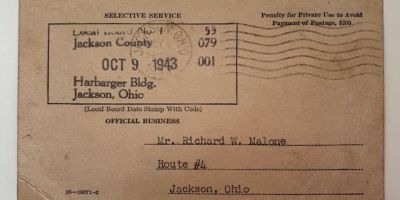 SELECTIVE SERVICE
Penalty for Private Use to Avoid
Payment of Postage, $300
Local Board No. 1 53
Jackson County 079
OCT 9 1943 001
Harbarger Bldg.
Jackson, Ohio
(Local Board Date Stamp With Code)
OFFICIAL BUSINESS
Mr. Richard W. Malone
Route #4
Jackson, Ohio